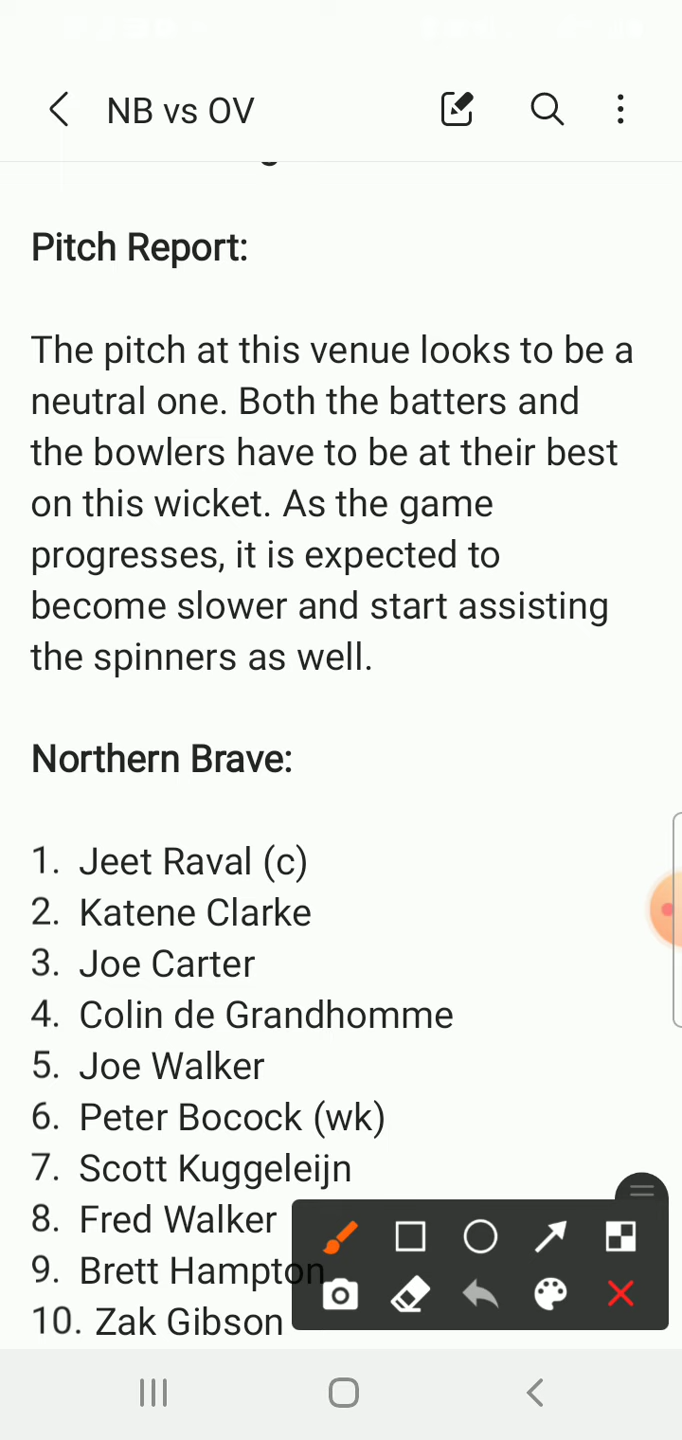 NB vs OV
Pitch Report:
The pitch at this venue looks to be a
neutral one. Both the batters and
the bowlers have to be at their best
on this wicket. As the game
progresses, it is expected to
become slower and start assisting
the spinners as well.
Northern Brave:
1. Jeet Raval (c)
2. Katene Clarke
3. Joe Carter
4. Colin de Grandhomme
5. Joe Walker
6. Peter Bocock (wk)
7. Scott Kuggeleijn
8. Fred Walker
9. Brett Hampton
10. Zak Gibson